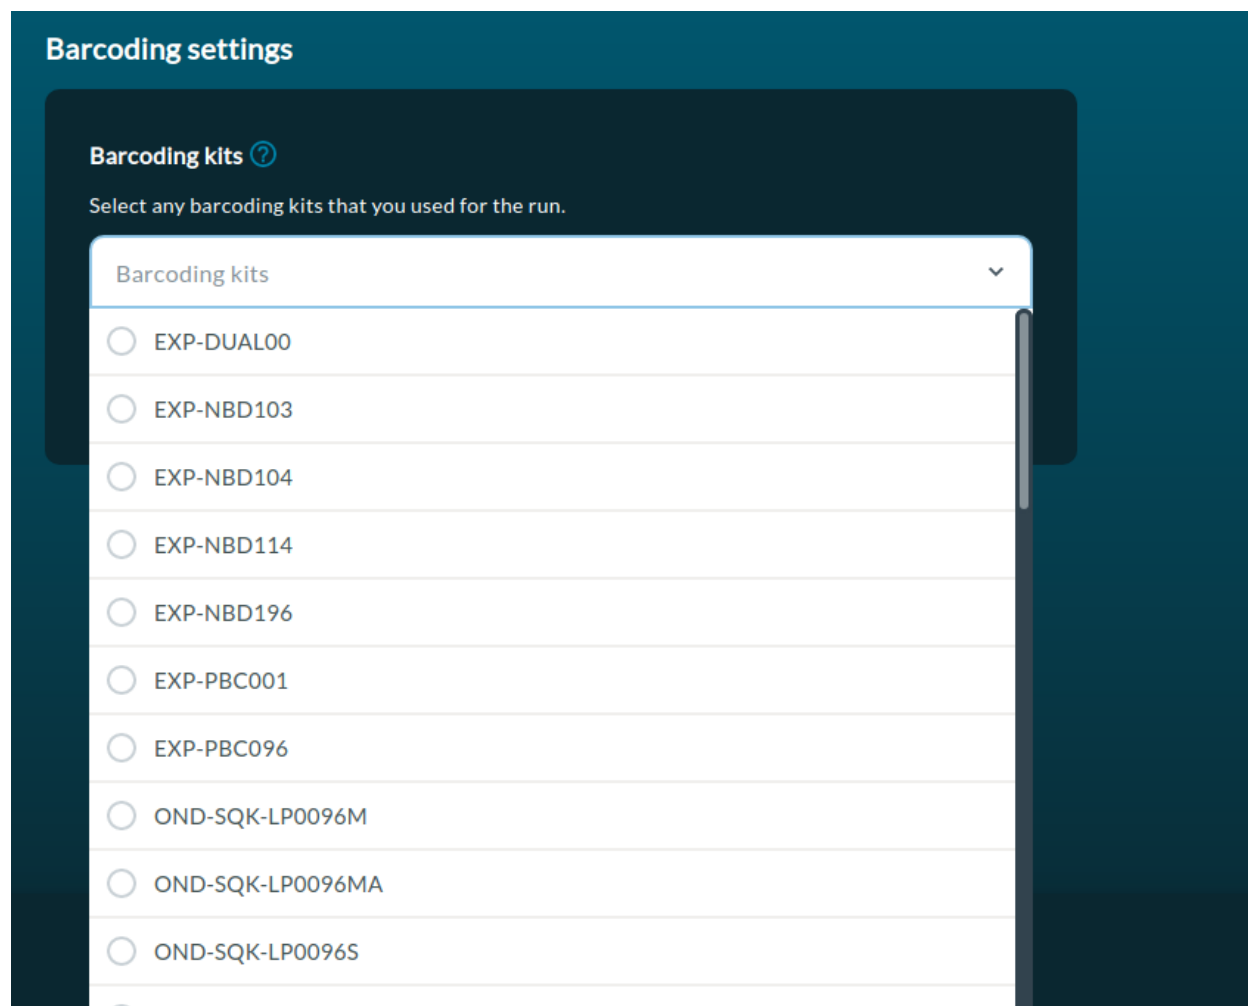 Barcoding settings
Barcoding kits ?
Select any barcoding kits that you used for the run.
Barcoding kits
EXP-DUAL00
EXP-NBD103
EXP-NBD104
EXP-NBD114
EXP-NBD196
EXP-PBC001
EXP-PBC096
OND-SQK-LP0096M
OND-SQK-LP0096MA
OND-SQK-LP0096S